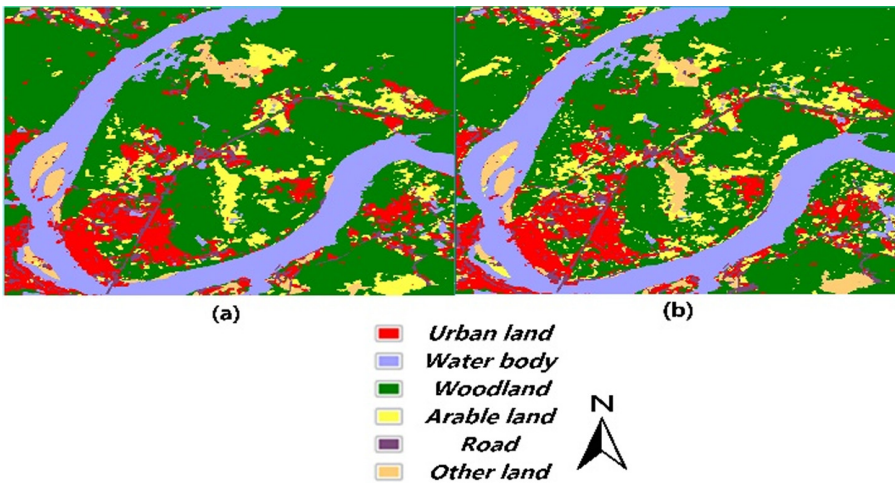 (a)
(b)
Urban land
Water body
Woodland
Arable land
Road
Other land
N